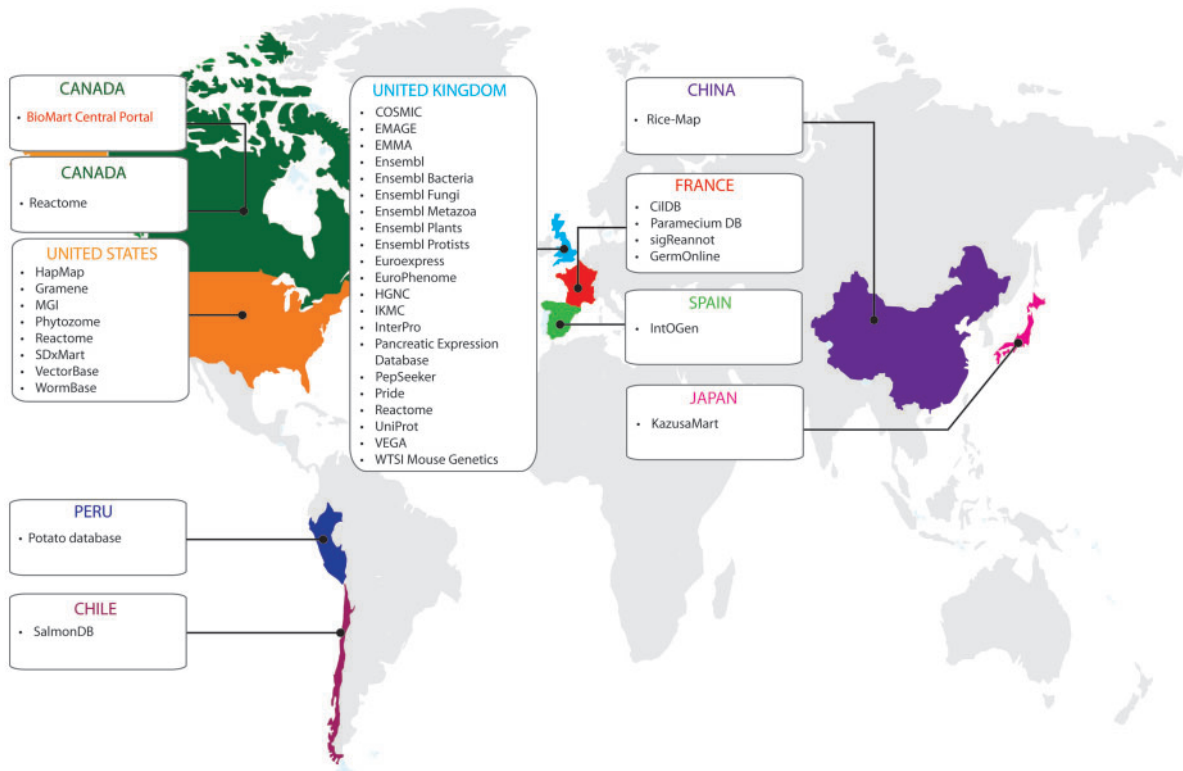 CANADA
• BioMart Central Portal
CANADA
• Reactome
UNITED STATES
• HapMap
• Gramene
• MGI
• Phytozome
• Reactome
• SDxMart
• VectorBase
• WormBase
PERU
• Potato database
CHILE
• SalmonDB
UNITED KINGDOM
• COSMIC
• EMAGE
• EMMA
• Ensembl
• Ensembl Bacteria
• Ensembl Fungi
• Ensembl Metazoa
• Ensembl Plants
• Ensembl Protists
• Euroexpress
• EuroPhenome
• HGNC
• IKMC
• InterPro
• Pancreatic Expression
Database
• PepSeeker
• Pride
• Reactome
• UniProt
• VEGA
• WTSI Mouse Genetics
CHINA
• Rice-Map
FRANCE
• CilDB
• Paramecium DB
• sigReannot
• GermOnline
SPAIN
• IntOGen
JAPAN
• KazusaMart